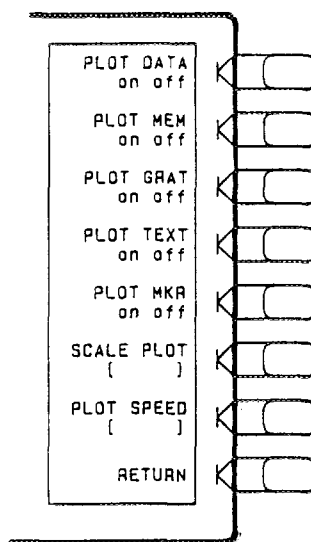 PLOT DATA
on off
PLOT MEM
on off
PLOT GRAT
on off
PLOT TEXT
on off
PLOT MKR
on off
SCALE PLOT
[ ]
PLOT SPEED
[ ]
RETURN